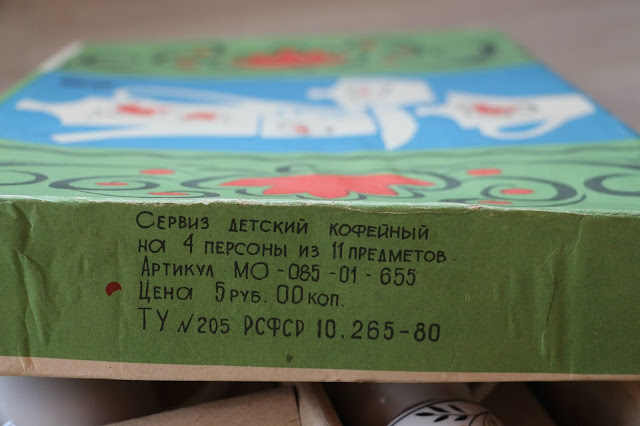 Сервиз детский кофейный
на 4 персоны из 11 предметов
Артикул МО-085-01-655
Цена 5 руб. 00 коп.
ТУ №205 РСФСР 10.265-80